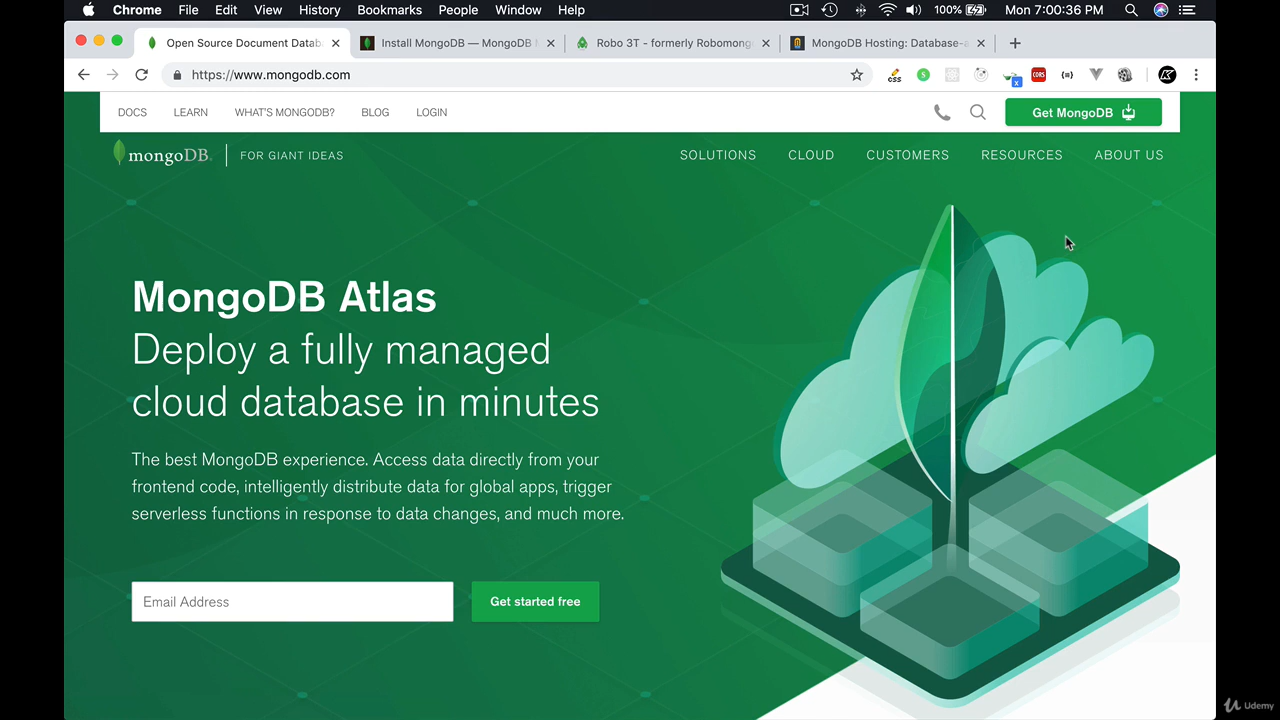 Chrome File Edit View History Bookmarks People Window Help 100% Mon 7:00:36 PM
Open Source Document Datab Install MongoDB — MongoDB Robo 3T - formerly Robomong MongoDB Hosting: Database-a
https://www.mongodb.com
css S CORS x
DOCS LEARN WHAT'S MONGODB? BLOG LOGIN Get MongoDB
mongoDB. FOR GIANT IDEAS SOLUTIONS CLOUD CUSTOMERS RESOURCES ABOUT US
MongoDB Atlas
Deploy a fully managed
cloud database in minutes
The best MongoDB experience. Access data directly from your
frontend code, intelligently distribute data for global apps, trigger
serverless functions in response to data changes, and much more.
Email Address Get started free
Udemy